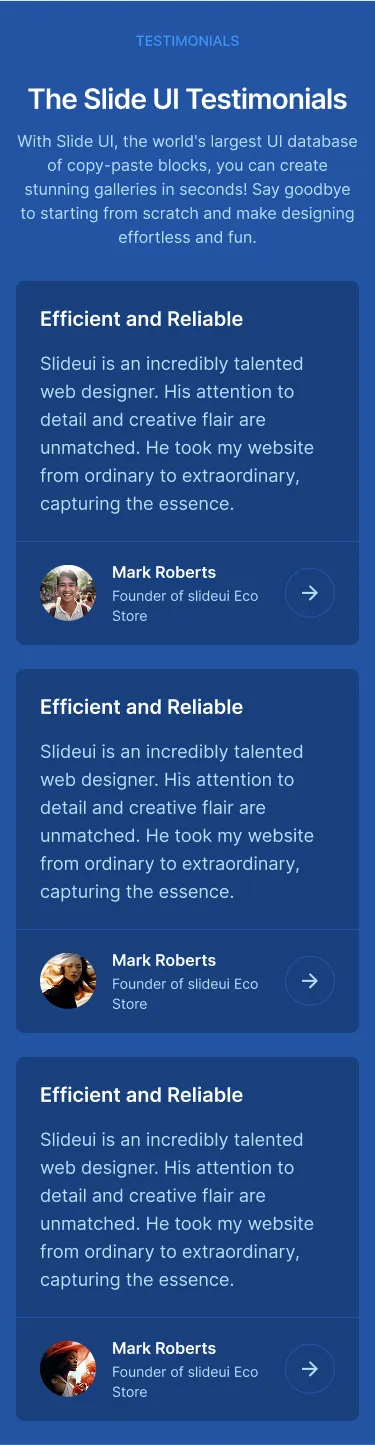 TESTIMONIALS
The Slide UI Testimonials
With Slide UI, the world's largest UI database
of copy-paste blocks, you can create
stunning galleries in seconds! Say goodbye
to starting from scratch and make designing
effortless and fun.
Efficient and Reliable
Slideui is an incredibly talented
web designer. His attention to
detail and creative flair are
unmatched. He took my website
from ordinary to extraordinary,
capturing the essence.
Mark Roberts
Founder of slideui Eco
Store
Efficient and Reliable
Slideui is an incredibly talented
web designer. His attention to
detail and creative flair are
unmatched. He took my website
from ordinary to extraordinary,
capturing the essence.
Mark Roberts
Founder of slideui Eco
Store
Efficient and Reliable
Slideui is an incredibly talented
web designer. His attention to
detail and creative flair are
unmatched. He took my website
from ordinary to extraordinary,
capturing the essence.
Mark Roberts
Founder of slideui Eco
Store